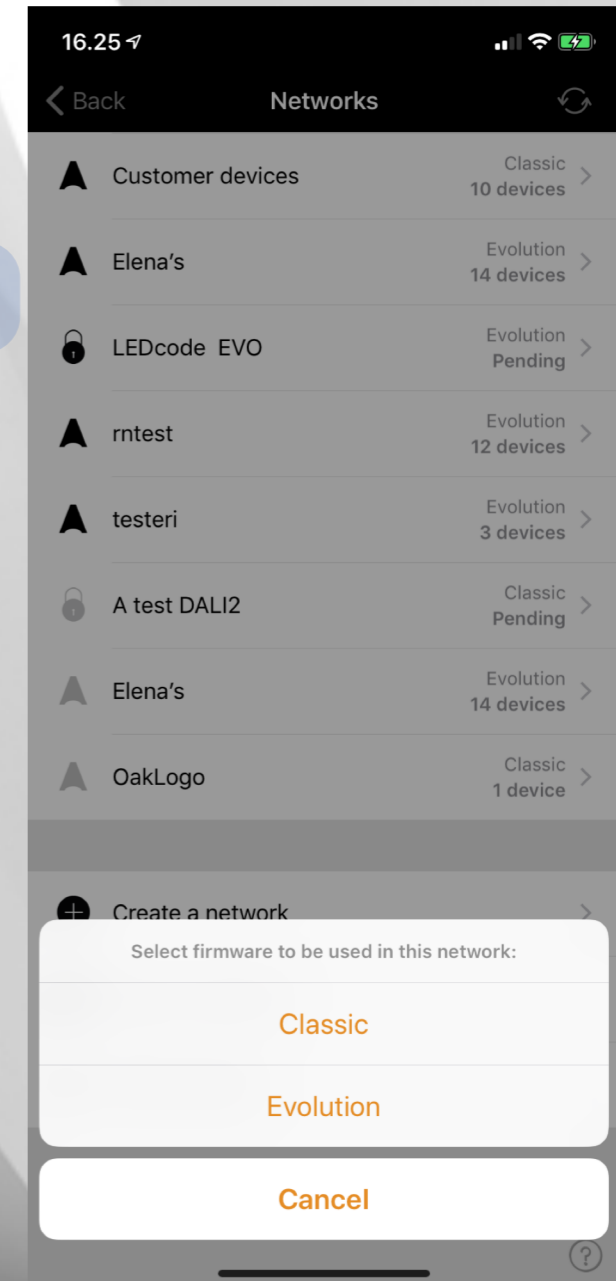 16.25
Back
Networks
Customer devices
Classic
10 devices
Elena's
Evolution
14 devices
LEDcode  EVO
Evolution
Pending
rntest
Evolution
12 devices
testeri
Evolution
3 devices
A test DALI2
Classic
Pending
Elena's
Evolution
14 devices
OakLogo
Classic
1 device
Create a network
Select firmware to be used in this network:
Classic
Evolution
Cancel
?